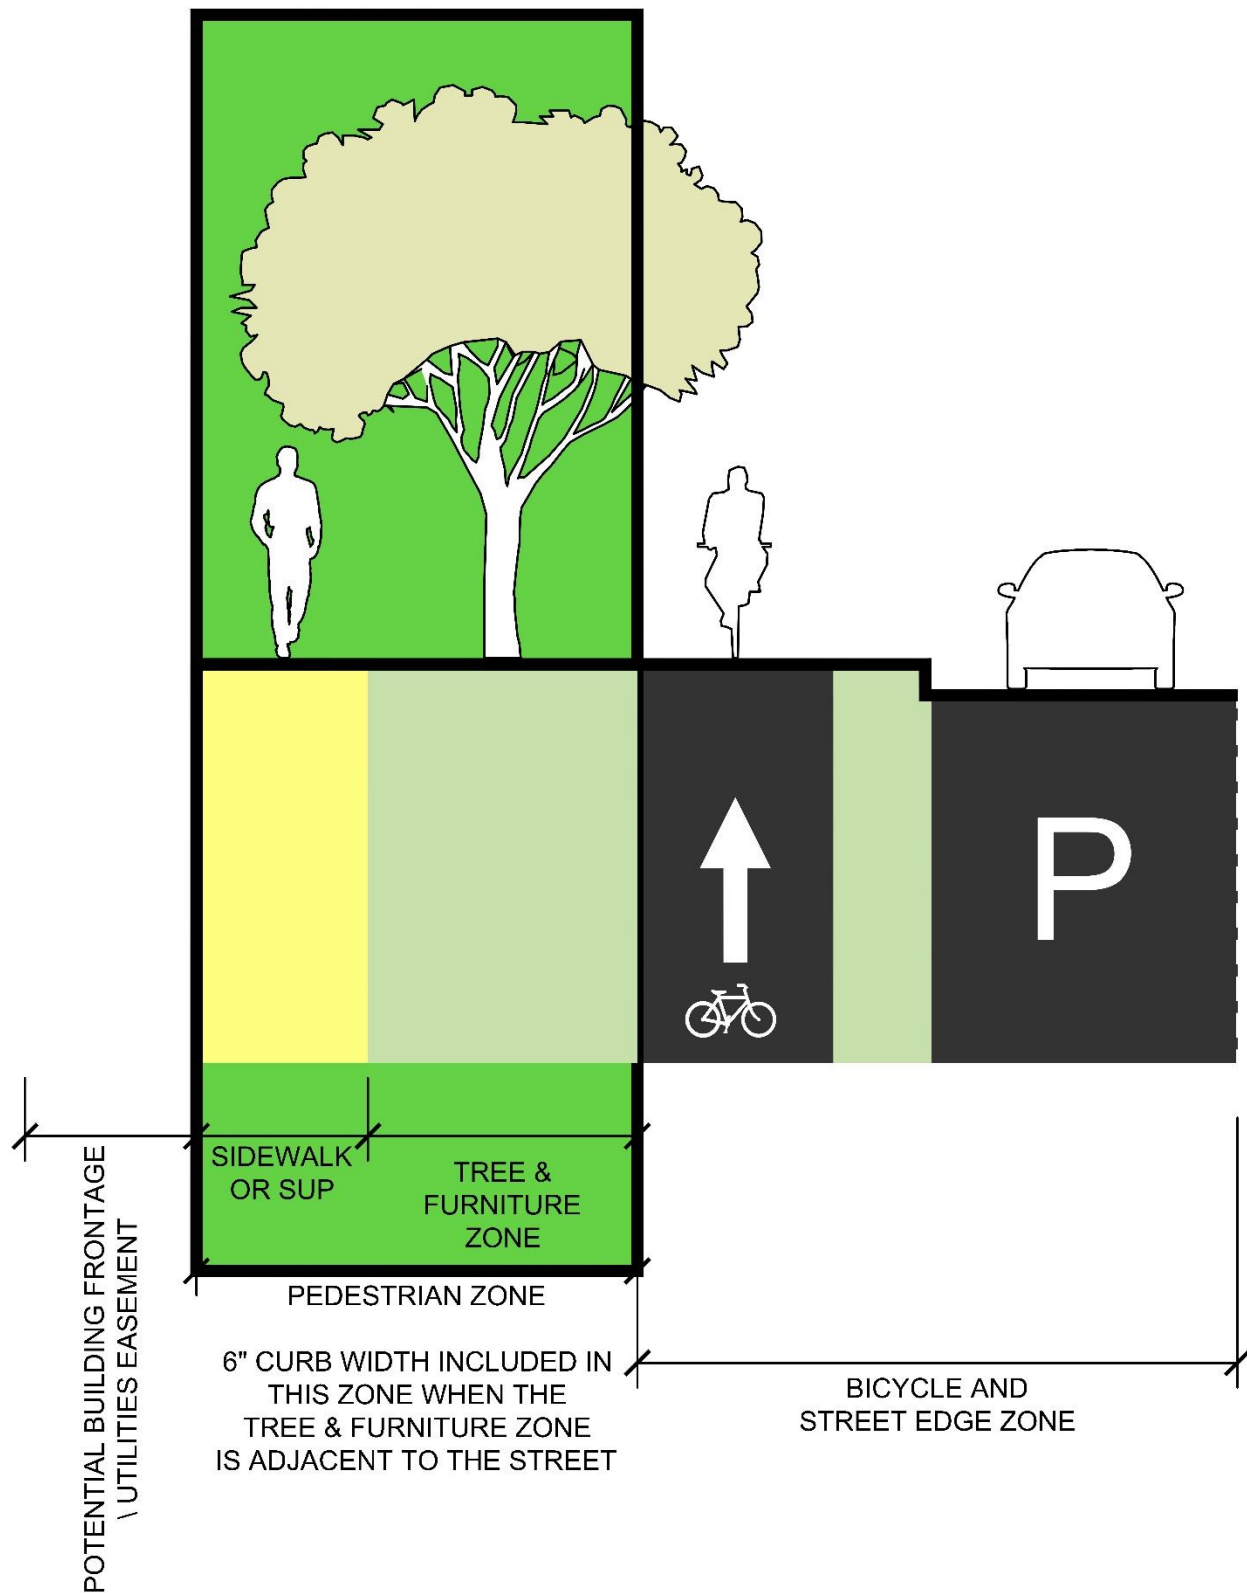 P
SIDEWALK
OR SUP
TREE &
FURNITURE
ZONE
PEDESTRIAN ZONE
6" CURB WIDTH INCLUDED IN
THIS ZONE WHEN THE
TREE & FURNITURE ZONE
IS ADJACENT TO THE STREET
POTENTIAL BUILDING FRONTAGE
\ UTILITIES EASEMENT
BICYCLE AND
STREET EDGE ZONE